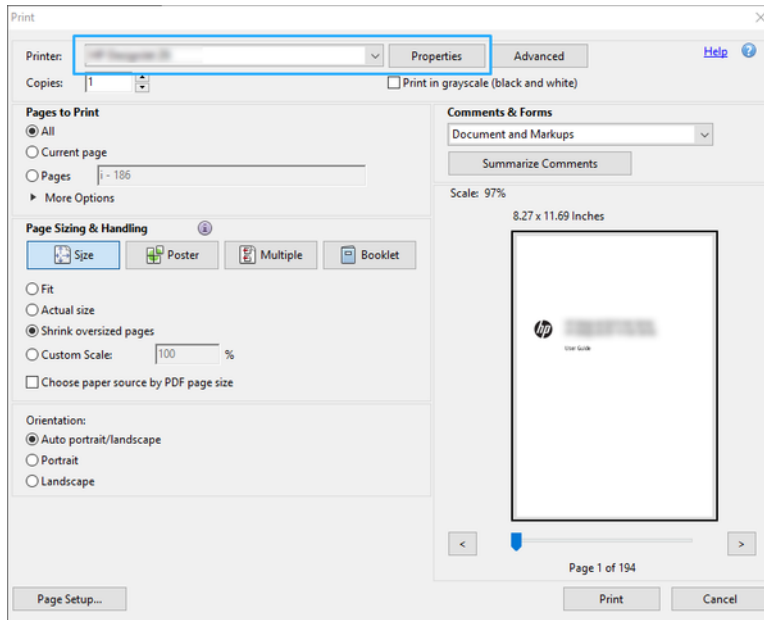 Print
Printer:
Properties
Advanced
Help
Copies: 1
Print in grayscale (black and white)
Pages to Print
All
Current page
Pages i - 186
More Options
Page Sizing & Handling
Size Poster Multiple Booklet
Fit
Actual size
Shrink oversized pages
Custom Scale: 100 %
Choose paper source by PDF page size
Orientation:
Auto portrait/landscape
Portrait
Landscape
Comments & Forms
Document and Markups
Summarize Comments
Scale: 97%
8.27 x 11.69 Inches
hp
User Guide
< >
Page 1 of 194
Page Setup...
Print
Cancel